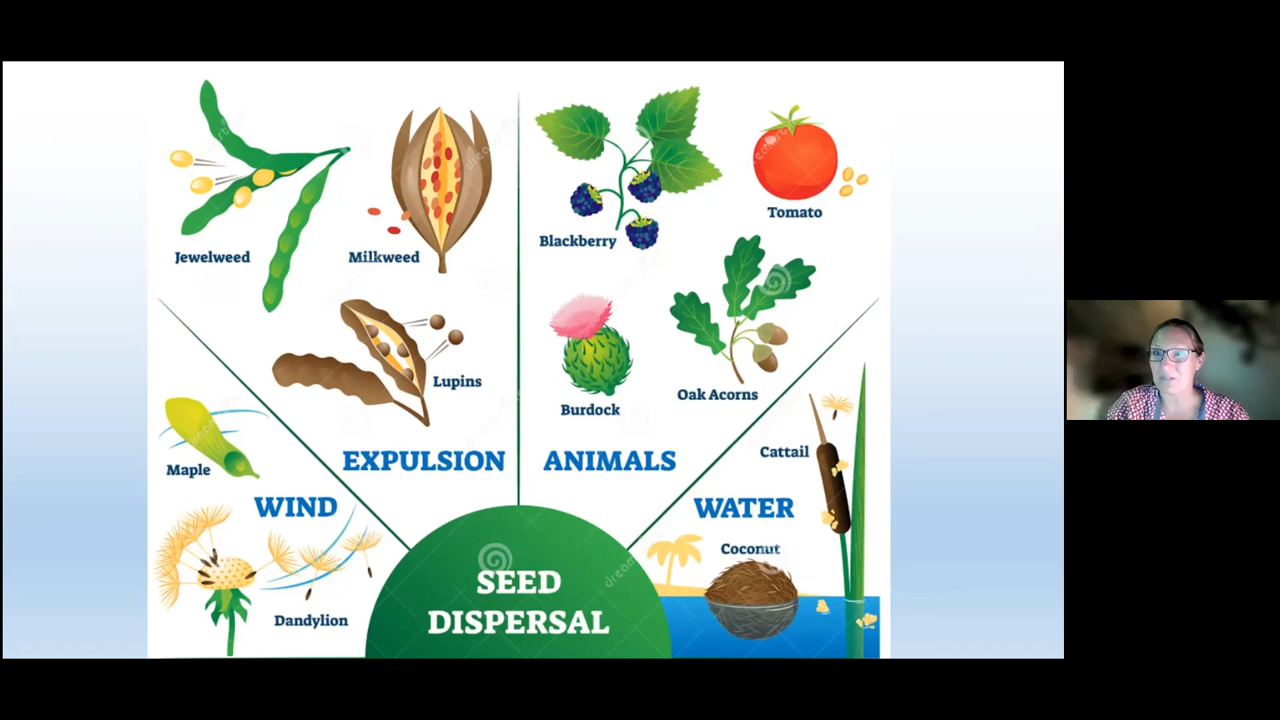 Jewelweed
Milkweed
Lupins
EXPULSION
Blackberry
Tomato
Burdock
Oak Acorns
ANIMALS
Maple
WIND
Dandylion
Cattail
WATER
Coconut
SEED
DISPERSAL